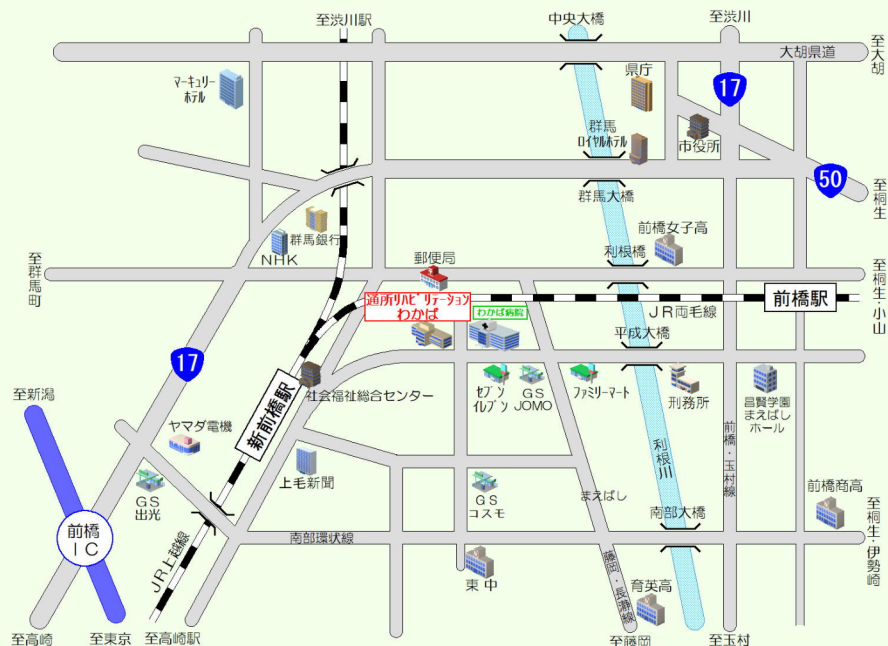 至渋川駅
中央大橋
至渋川
至大胡
大胡県道
マーキュリー
ホテル
県庁
17
群馬
ロイヤルホテル
市役所
50
至桐生
群馬大橋
群馬銀行
NHK
前橋女子高
利根橋
郵便局
至群馬町
至桐生・小山
通所リハビリテーション
わかば
わかば病院
前橋駅
JR両毛線
平成大橋
17
至新潟
新前橋駅
社会福祉総合センター
セブン
イレブン
GS
JOMO
ファミリーマート
刑務所
昌賢学園
まえばし
ホール
ヤマダ電機
上毛新聞
利根川
前橋・玉村線
GS
出光
GS
コスモ
まえばし
前橋商高
南部大橋
前橋
IC
JR上越線
南部環状線
至桐生・伊勢崎
東中
藤岡・長瀞線
育英高
至高崎
至東京
至高崎駅
至藤岡
至玉村